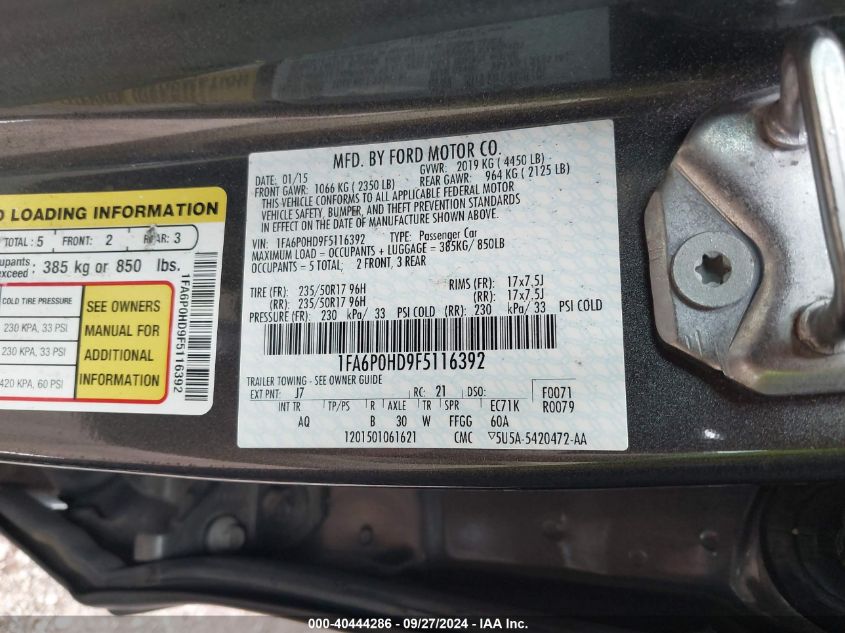 D LOADING INFORMATION
TOTAL : 5 FRONT: 2 REAR: 3
pants
exceed : 385 kg or 850 lbs.
COLD TIRE PRESSURE
230 KPA, 33 PSI
230 KPA, 33 PSI
420 KPA, 60 PSI
SEE OWNERS
MANUAL FOR
ADDITIONAL
INFORMATION
1FA6P0HD9F5116392
MFD. BY FORD MOTOR CO.
DATE: 01/15 GVWR: 2019 KG ( 4450 LB)
FRONT GAWR: 1066 KG ( 2350 LB) REAR GAWR: 964 KG ( 2125 LB)
THIS VEHICLE CONFORMS TO ALL APPLICABLE FEDERAL MOTOR
VEHICLE SAFETY, BUMPER, AND THEFT PREVENTION STANDARDS
IN EFFECT ON THE DATE OF MANUFACTURE SHOWN ABOVE.
VIN: 1FA6P0HD9F5116392 TYPE: Passenger Car
MAXIMUM LOAD = OCCUPANTS + LUGGAGE = 385KG/ 850LB
OCCUPANTS = 5 TOTAL; 2 FRONT, 3 REAR
TIRE (FR): 235/50R17 96H RIMS (FR): 17x7.5J
(RR): 235/50R17 96H (RR): 17x7.5J
PRESSURE (FR): 230 kPa/ 33 PSI COLD (RR): 230 kPa/ 33 PSI COLD
1FA6P0HD9F5116392
TRAILER TOWING - SEE OWNER GUIDE
EXT PNT: J7 RC: 21 DSO: F0071
INT TR TP/PS R AXLE TR SPR EC71K R0079
AQ B 30 W FFGG 60A
1201501061621 CMC ▽5U5A-5420472-AA
000-40444286 - 09/27/2024 - IAA Inc.